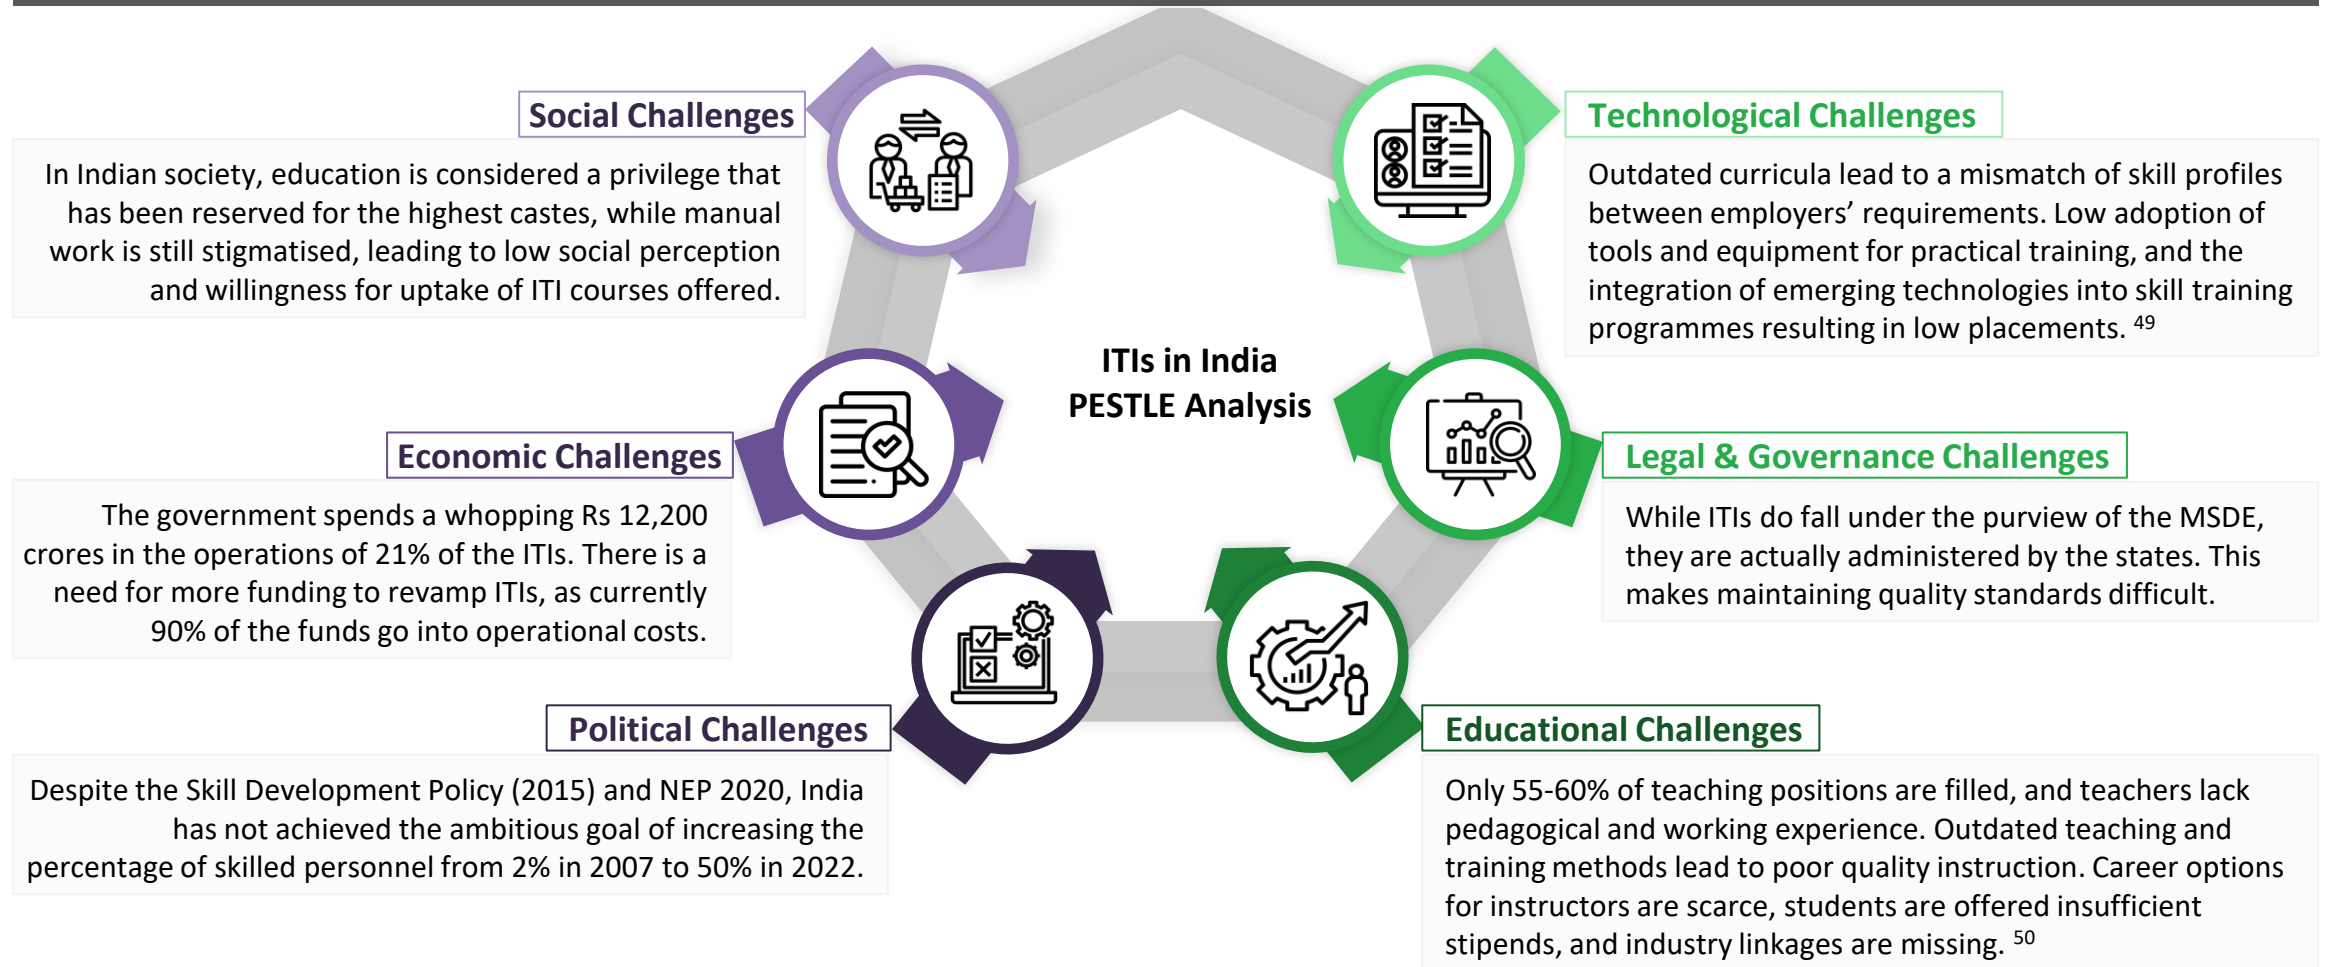 Social Challenges
In Indian society, education is considered a privilege that
has been reserved for the highest castes, while manual
work is still stigmatised, leading to low social perception
and willingness for uptake of ITI courses offered.
Economic Challenges
The government spends a whopping Rs 12,200
crores in the operations of 21% of the ITIs. There is a
need for more funding to revamp ITIs, as currently
90% of the funds go into operational costs.
Political Challenges
Despite the Skill Development Policy (2015) and NEP 2020, India
has not achieved the ambitious goal of increasing the
percentage of skilled personnel from 2% in 2007 to 50% in 2022.
ITIs in India
PESTLE Analysis
Technological Challenges
Outdated curricula lead to a mismatch of skill profiles
between employers’ requirements. Low adoption of
tools and equipment for practical training, and the
integration of emerging technologies into skill training
programmes resulting in low placements. 49
Legal & Governance Challenges
While ITIs do fall under the purview of the MSDE,
they are actually administered by the states. This
makes maintaining quality standards difficult.
Educational Challenges
Only 55-60% of teaching positions are filled, and teachers lack
pedagogical and working experience. Outdated teaching and
training methods lead to poor quality instruction. Career options
for instructors are scarce, students are offered insufficient
stipends, and industry linkages are missing. 50